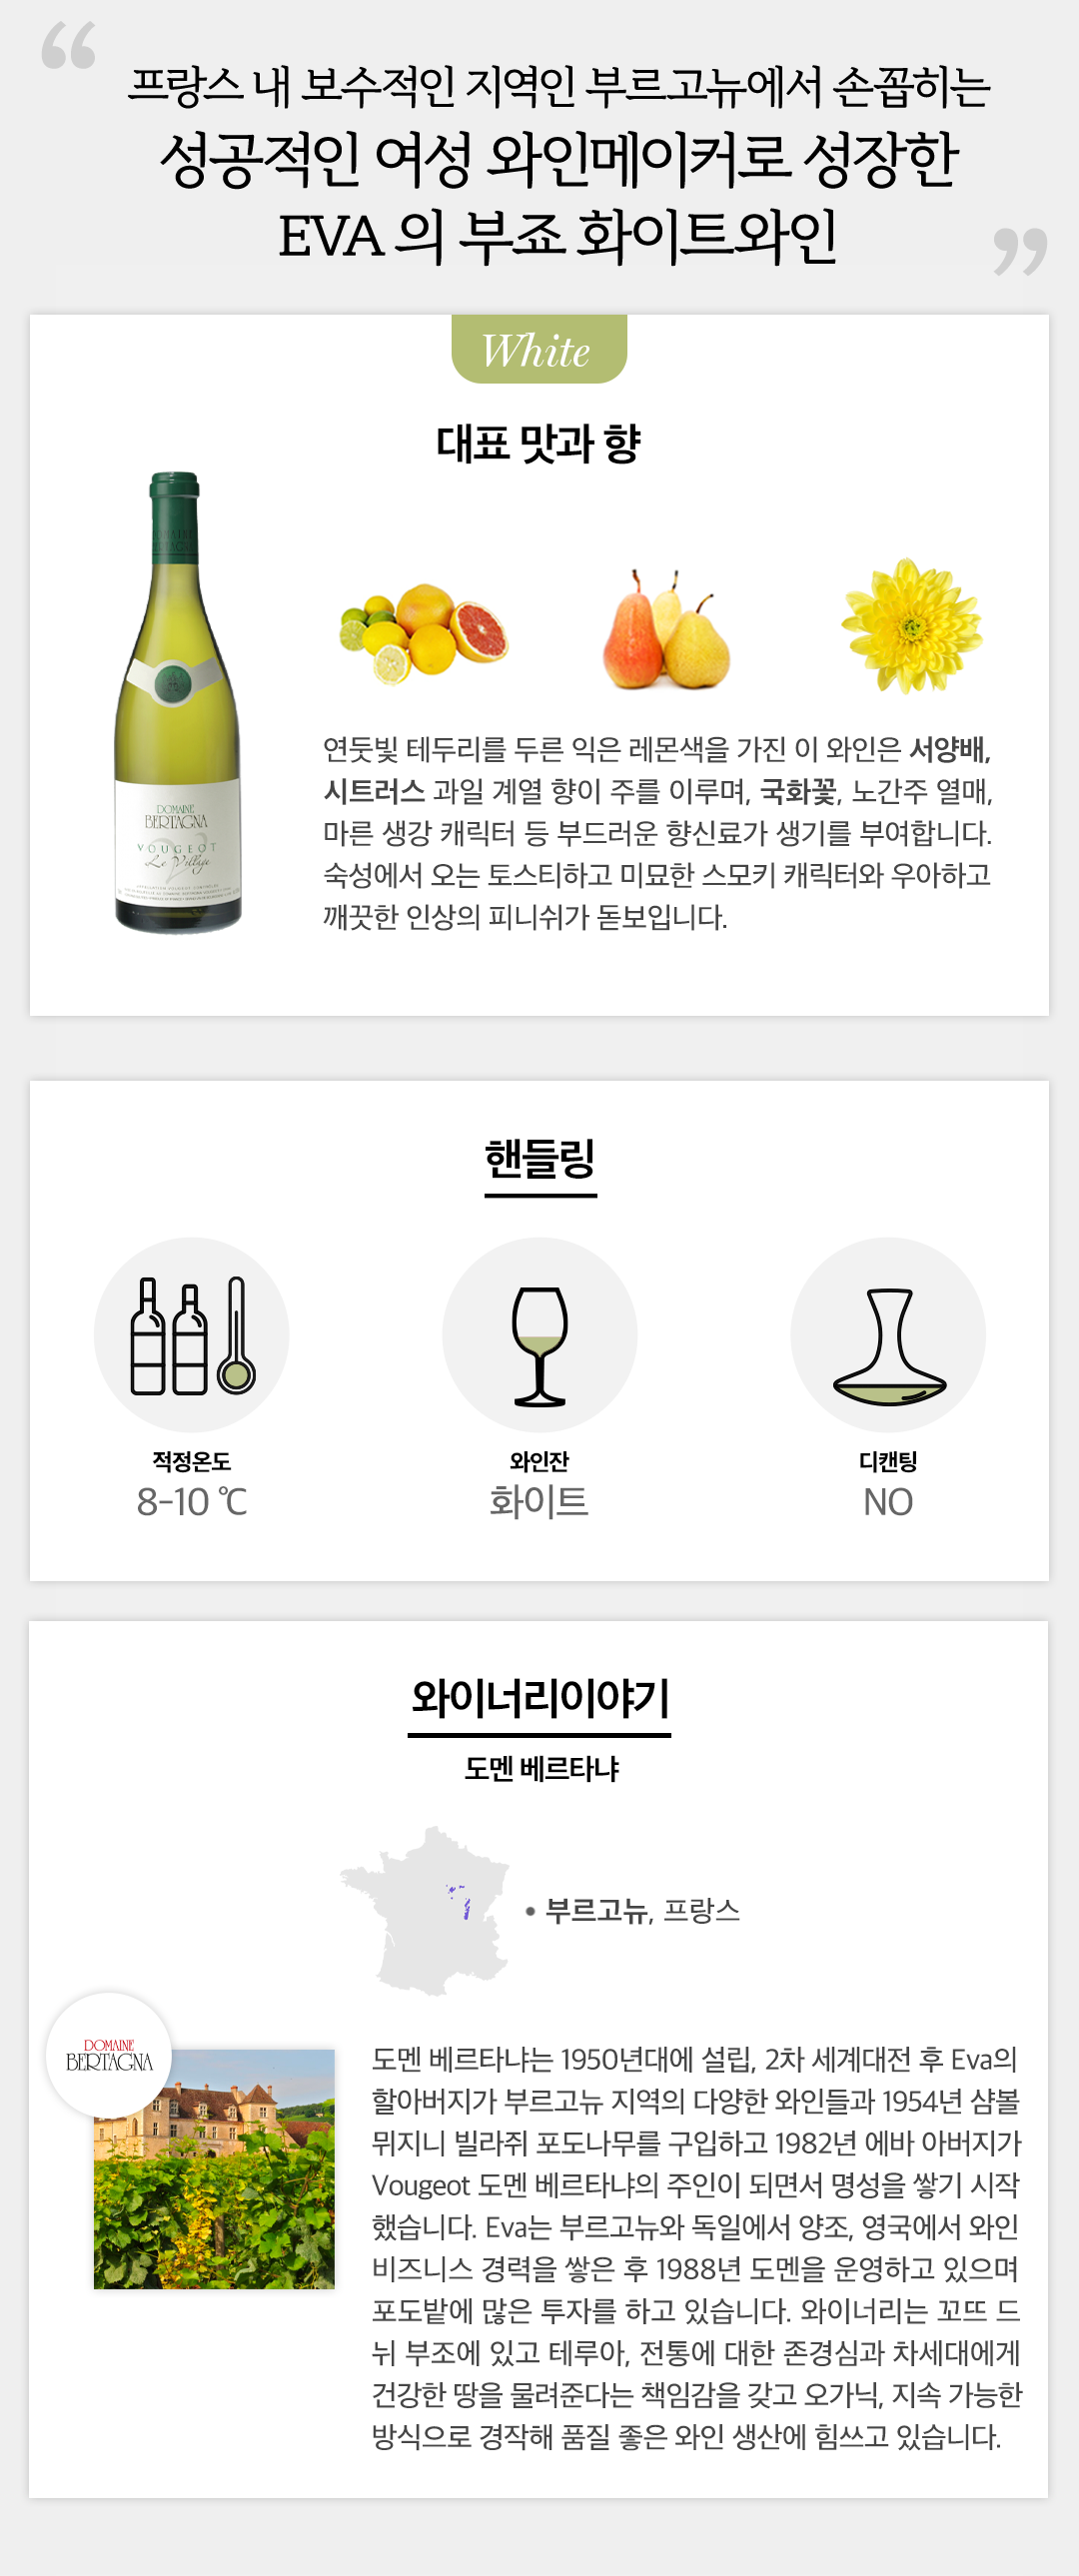 “
프랑스 내 보수적인 지역인 부르고뉴에서 손꼽히는
성공적인 여성 와인메이커로 성장한
EVA 의 부죠 화이트와인
”
White
대표 맛과 향
DOMAINE
BERTAGNA
VOUGEOT
Le Village
연둣빛 테두리를 두른 익은 레몬색을 가진 이 와인은 서양배,
시트러스 과일 계열 향이 주를 이루며, 국화꽃, 노간주 열매,
마른 생강 캐릭터 등 부드러운 향신료가 생기를 부여합니다.
숙성에서 오는 토스티하고 미묘한 스모키 캐릭터와 우아하고
깨끗한 인상의 피니쉬가 돋보입니다.
핸들링
적정온도
8-10 ℃
와인잔
화이트
디캔팅
NO
와이너리이야기
도멘 베르타냐
• 부르고뉴, 프랑스
DOMAINE
BERTAGNA
도멘 베르타냐는 1950년대에 설립, 2차 세계대전 후 Eva의
할아버지가 부르고뉴 지역의 다양한 와인들과 1954년 샴볼
뮈지니 빌라쥐 포도나무를 구입하고 1982년 에바 아버지가
Vougeot 도멘 베르타냐의 주인이 되면서 명성을 쌓기 시작
했습니다. Eva는 부르고뉴와 독일에서 양조, 영국에서 와인
비즈니스 경력을 쌓은 후 1988년 도멘을 운영하고 있으며
포도밭에 많은 투자를 하고 있습니다. 와이너리는 꼬뜨 드
뉘 부조에 있고 테루아, 전통에 대한 존경심과 차세대에게
건강한 땅을 물려준다는 책임감을 갖고 오가닉, 지속 가능한
방식으로 경작해 품질 좋은 와인 생산에 힘쓰고 있습니다.